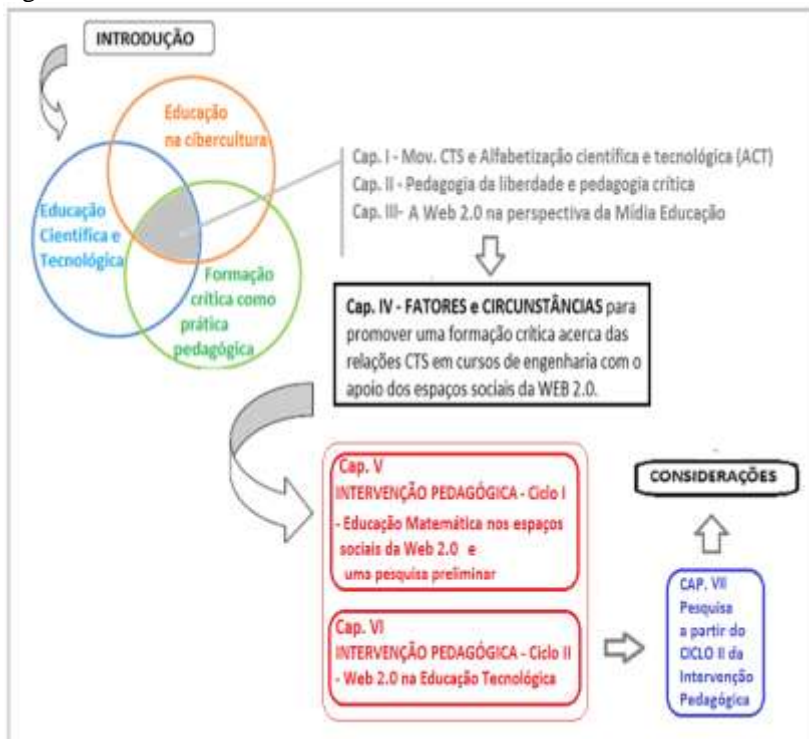 INTRODUÇÃO
Educação
na cibercultura
Educação
Científica e
Tecnológica
Formação
crítica como
prática
pedagógica
Cap. I - Mov. CTS e Alfabetização científica e tecnológica (ACT)
Cap. II - Pedagogia da liberdade e pedagogia crítica
Cap. III- A Web 2.0 na perspectiva da Mídia Educação
Cap. IV - FATORES e CIRCUNSTÂNCIAS para
promover uma formação crítica acerca das
relações CTS em cursos de engenharia com o
apoio dos espaços sociais da WEB 2.0.
Cap. V
INTERVENÇÃO PEDAGÓGICA - Ciclo I
- Educação Matemática nos espaços
sociais da Web 2.0 e
uma pesquisa preliminar
Cap. VI
INTERVENÇÃO PEDAGÓGICA - Ciclo II
- Web 2.0 na Educação Tecnológica
CAP. VII
Pesquisa
a partir do
CICLO II da
Intervenção
Pedagógica
CONSIDERAÇÕES